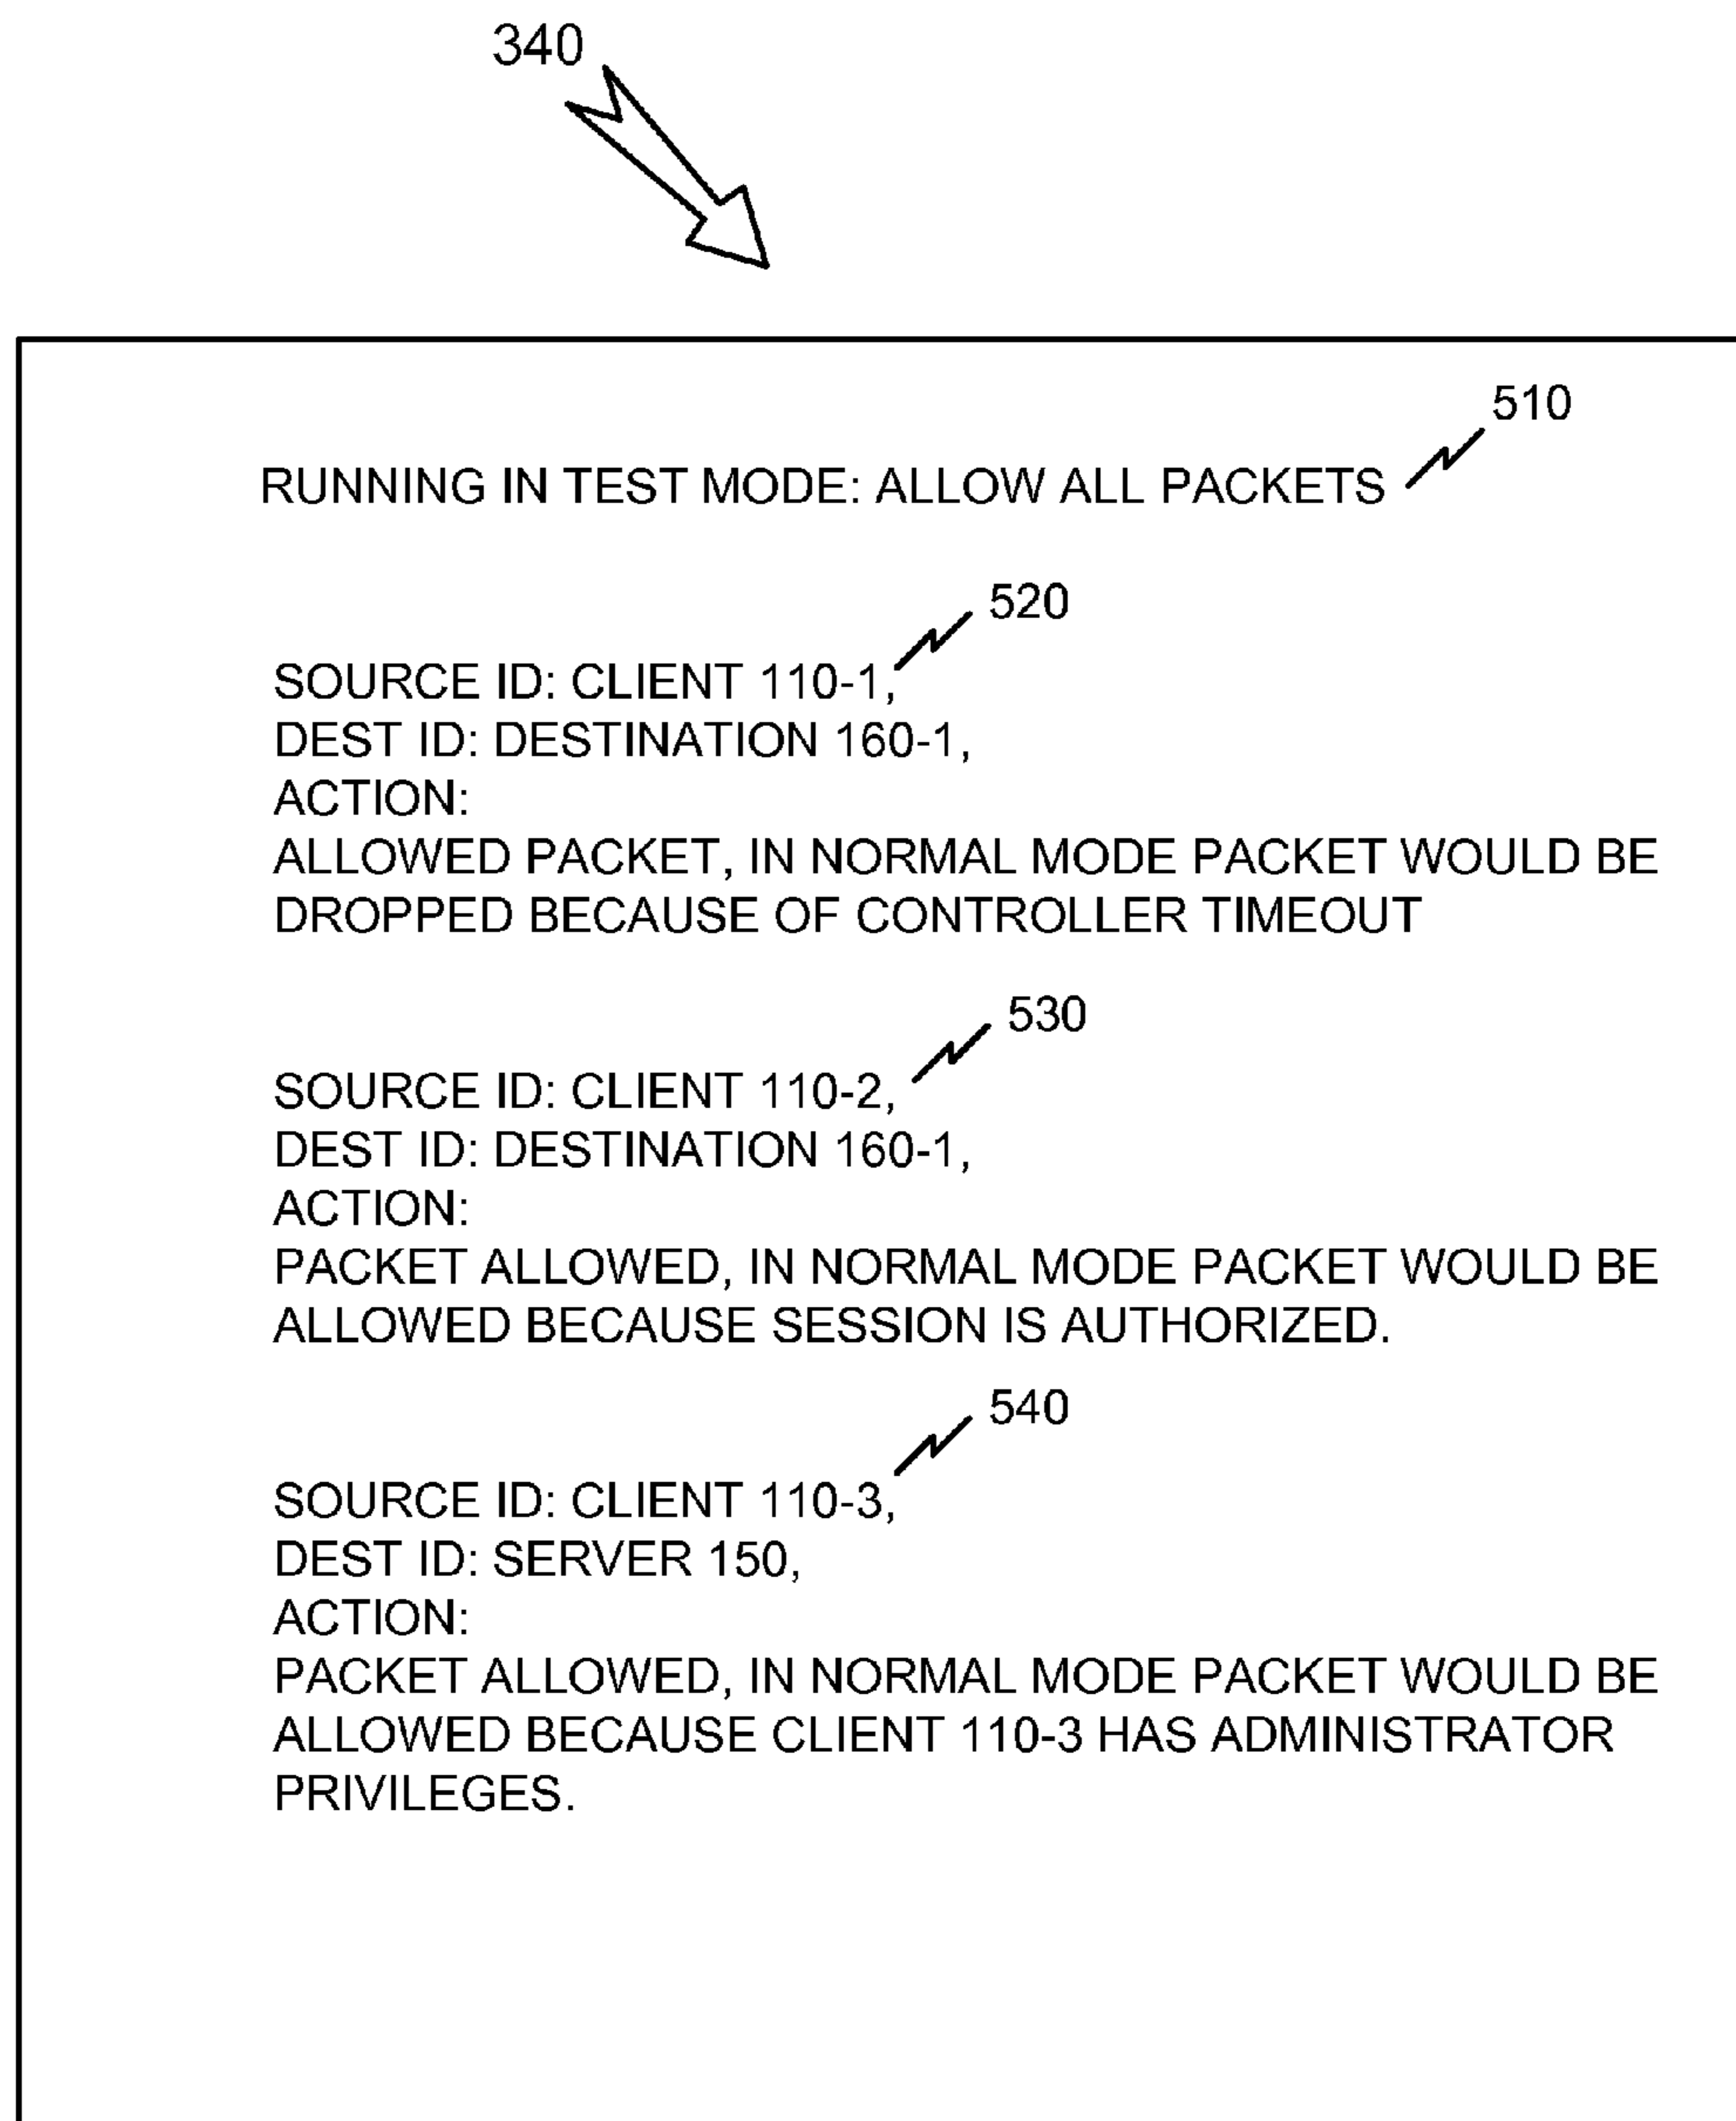 340
510
RUNNING IN TEST MODE: ALLOW ALL PACKETS
520
SOURCE ID: CLIENT 110-1,
DEST ID: DESTINATION 160-1,
ACTION:
ALLOWED PACKET, IN NORMAL MODE PACKET WOULD BE
DROPPED BECAUSE OF CONTROLLER TIMEOUT
530
SOURCE ID: CLIENT 110-2,
DEST ID: DESTINATION 160-1,
ACTION:
PACKET ALLOWED, IN NORMAL MODE PACKET WOULD BE
ALLOWED BECAUSE SESSION IS AUTHORIZED.
540
SOURCE ID: CLIENT 110-3,
DEST ID: SERVER 150,
ACTION:
PACKET ALLOWED, IN NORMAL MODE PACKET WOULD BE
ALLOWED BECAUSE CLIENT 110-3 HAS ADMINISTRATOR
PRIVILEGES.